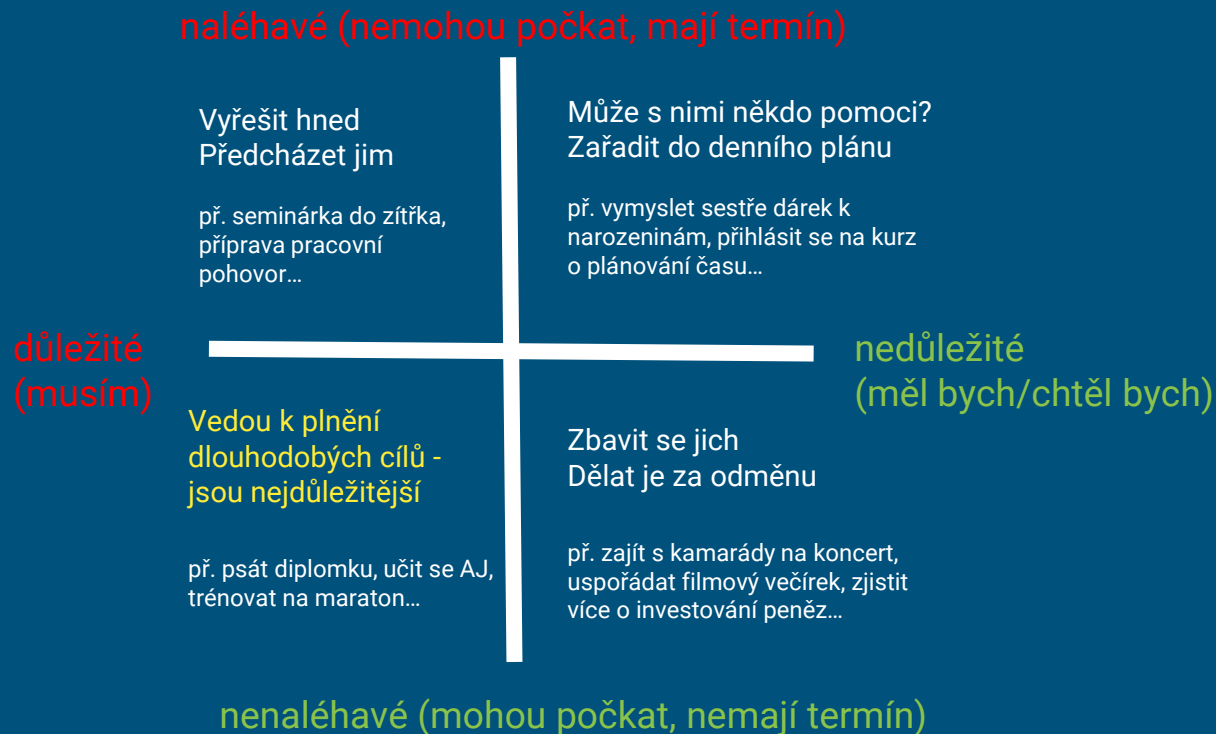 naléhavé (nemohou počkat, mají termín)
Vyřešit hned
Předcházet jim
př. seminárka do zítřka,
příprava pracovní
pohovor…
Může s nimi někdo pomoci?
Zařadit do denního plánu
př. vymyslet sestře dárek k
narozeninám, přihlásit se na kurz
o plánování času…
důležité
(musím)
nedůležité
(měl bych/chtěl bych)
Vedou k plnění
dlouhodobých cílů -
jsou nejdůležitější
př. psát diplomku, učit se AJ,
trénovat na maraton…
Zbavit se jich
Dělat je za odměnu
př. zajít s kamarády na koncert,
uspořádat filmový večírek, zjistit
více o investování peněz…
nenaléhavé (mohou počkat, nemají termín)